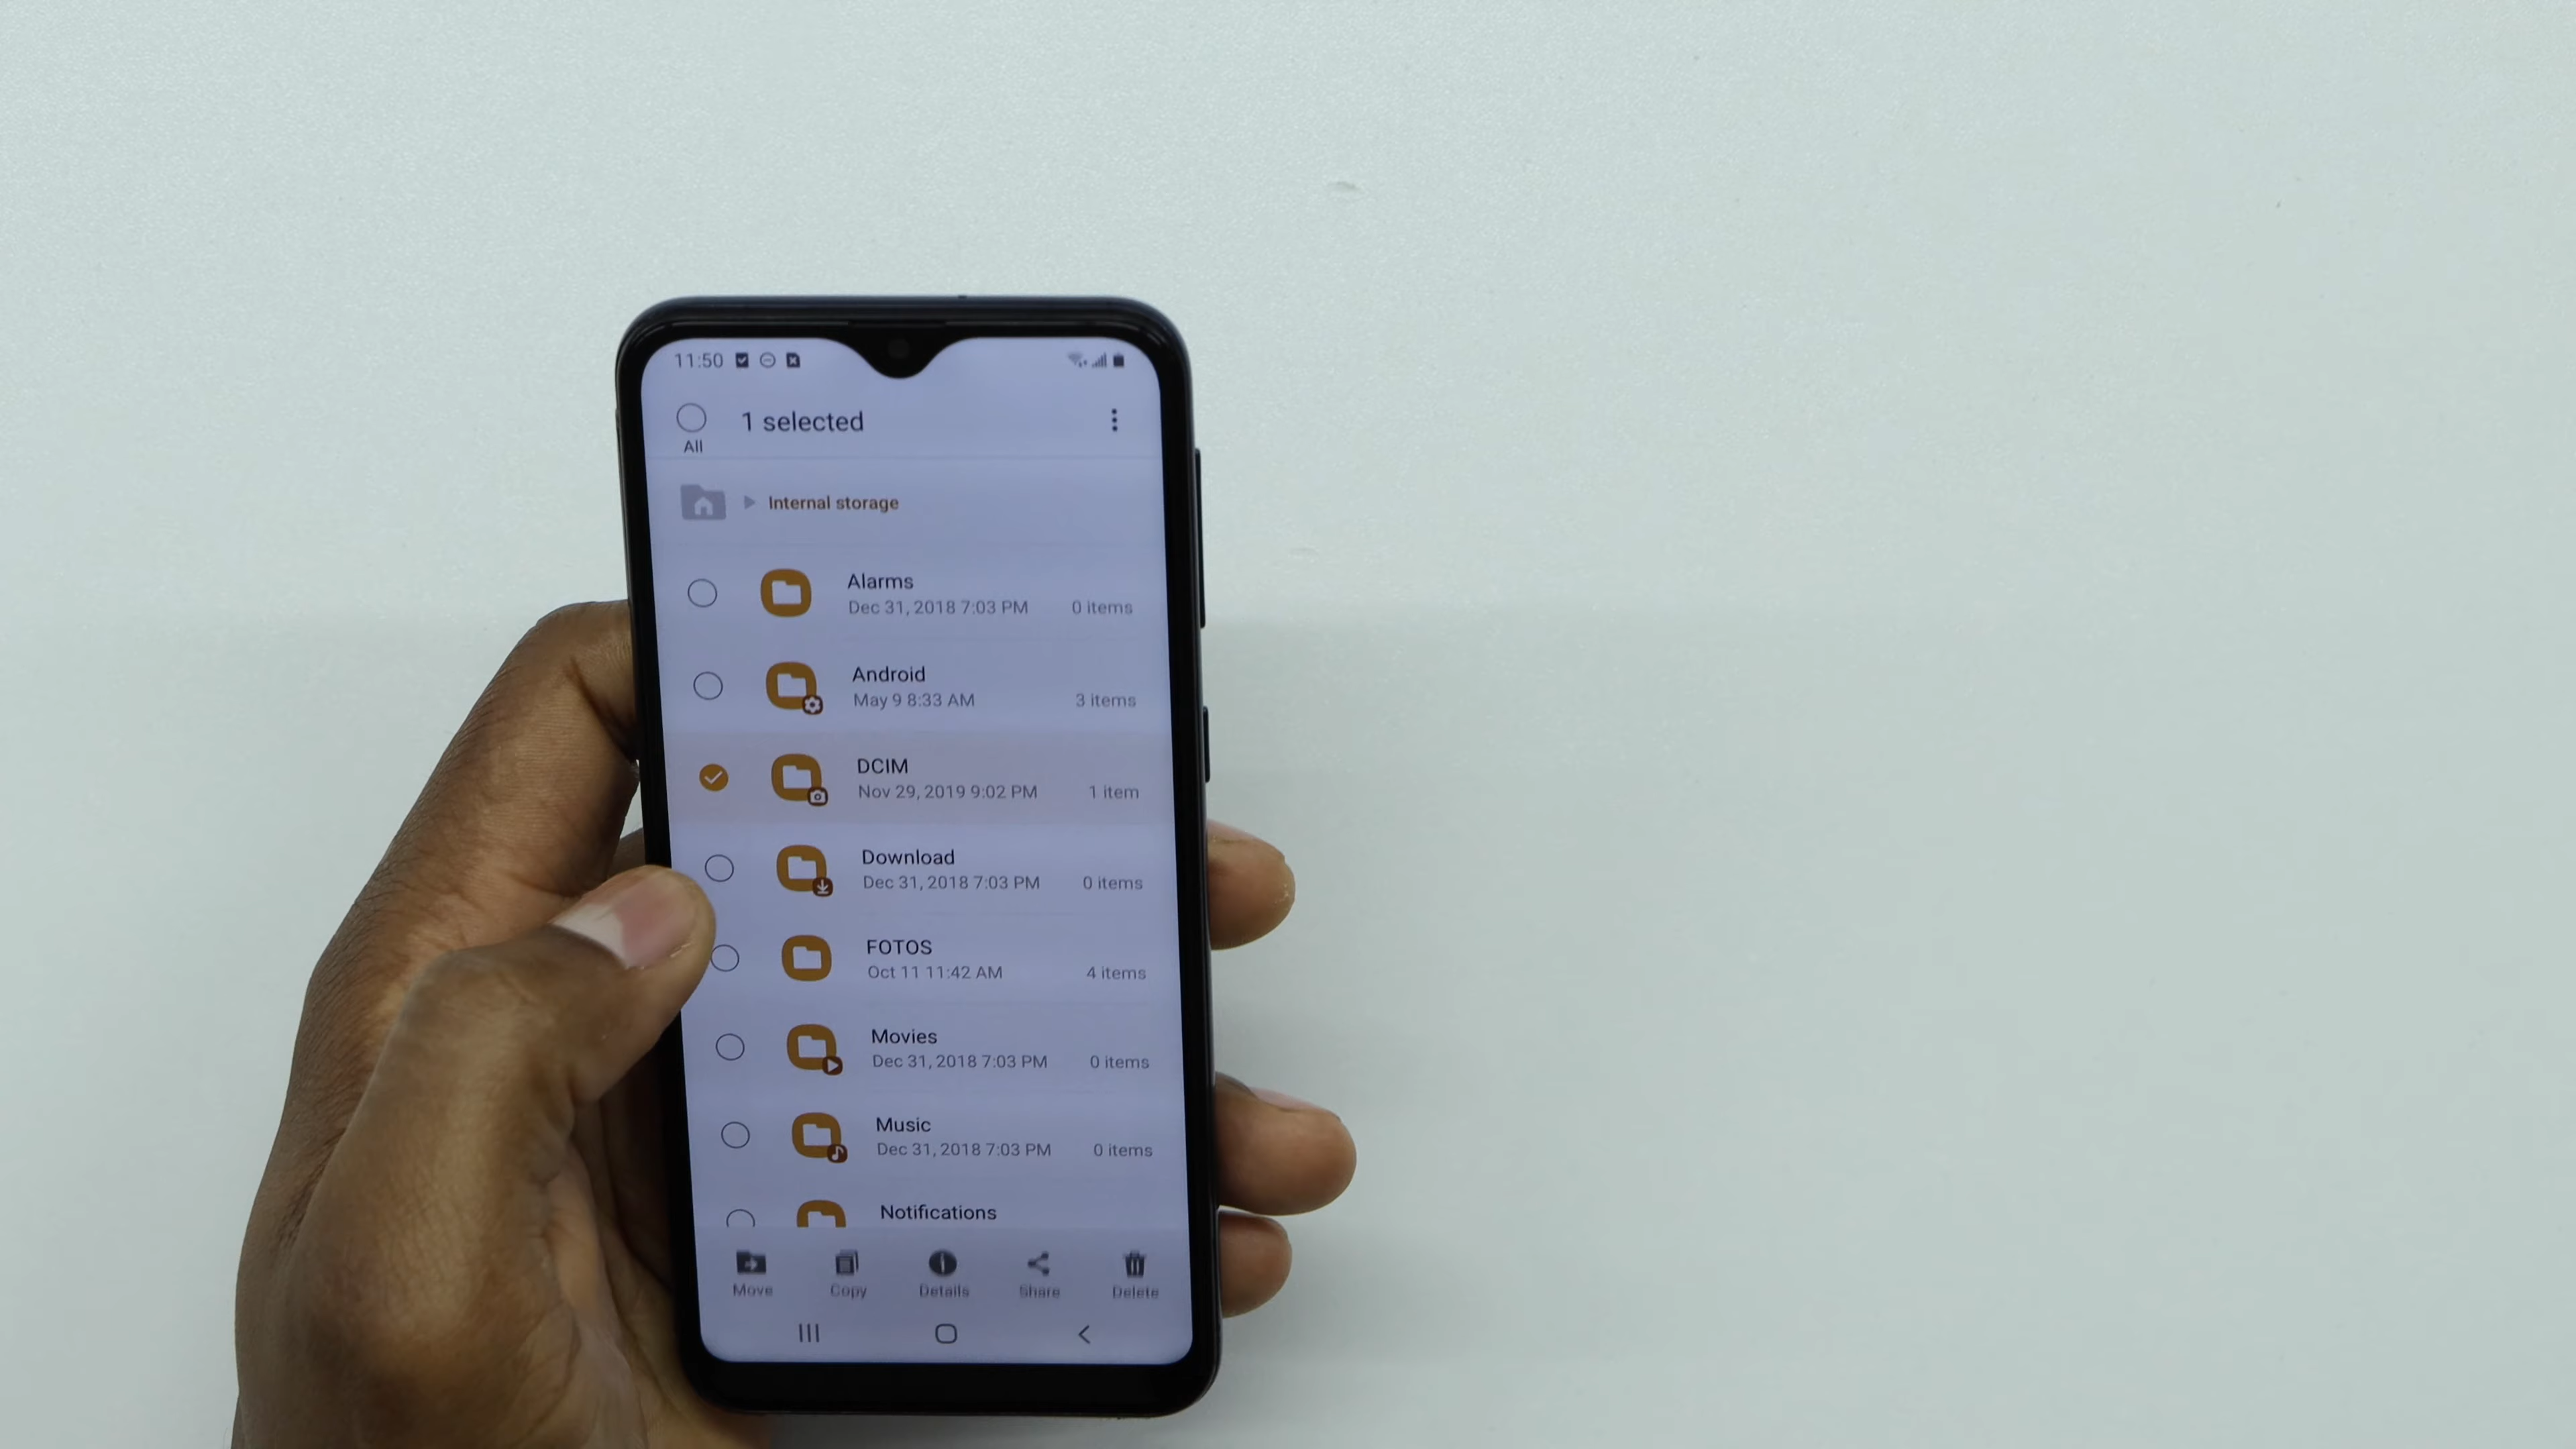 11:50
1 selected
All
Internal storage
Alarms
Dec 31, 2018 7:03 PM 0 items
Android
May 9 8:33 AM 3 items
DCIM
Nov 29, 2019 9:02 PM 1 item
Download
Dec 31, 2018 7:03 PM 0 items
FOTOS
Oct 11 11:42 AM 4 items
Movies
Dec 31, 2018 7:03 PM 0 items
Music
Dec 31, 2018 7:03 PM 0 items
Notifications
Move Copy Details Share Delete